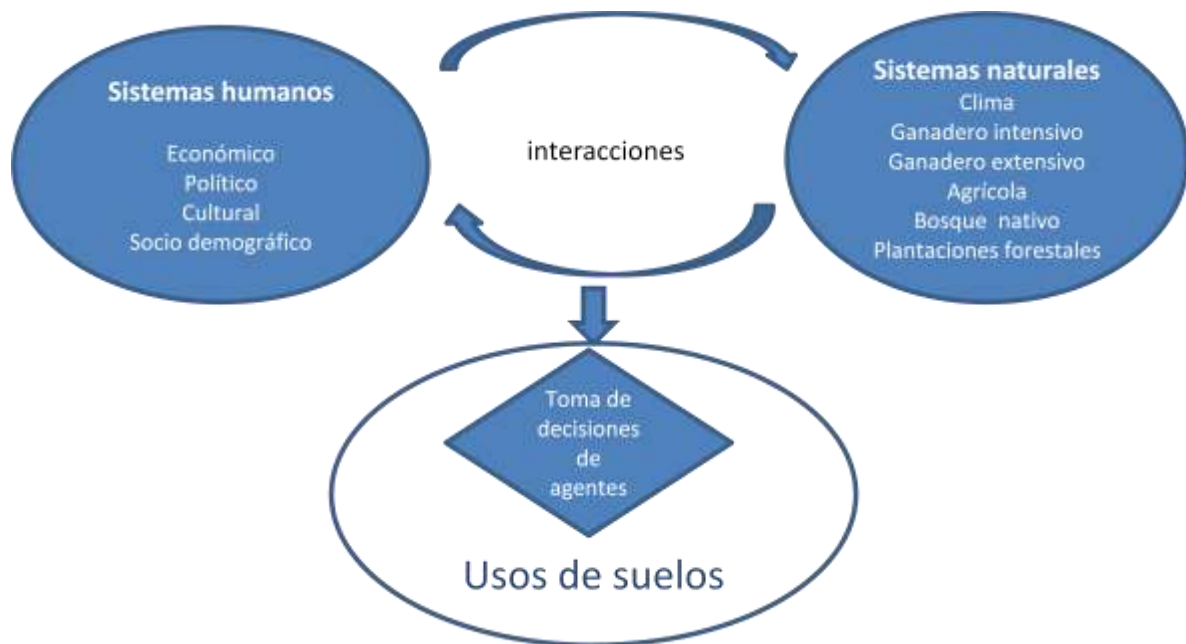 Sistemas humanos
Económico
Político
Cultural
Socio demográfico
interacciones
Sistemas naturales
Clima
Ganadero intensivo
Ganadero extensivo
Agrícola
Bosque nativo
Plantaciones forestales
Toma de
decisiones
de
agentes
Usos de suelos